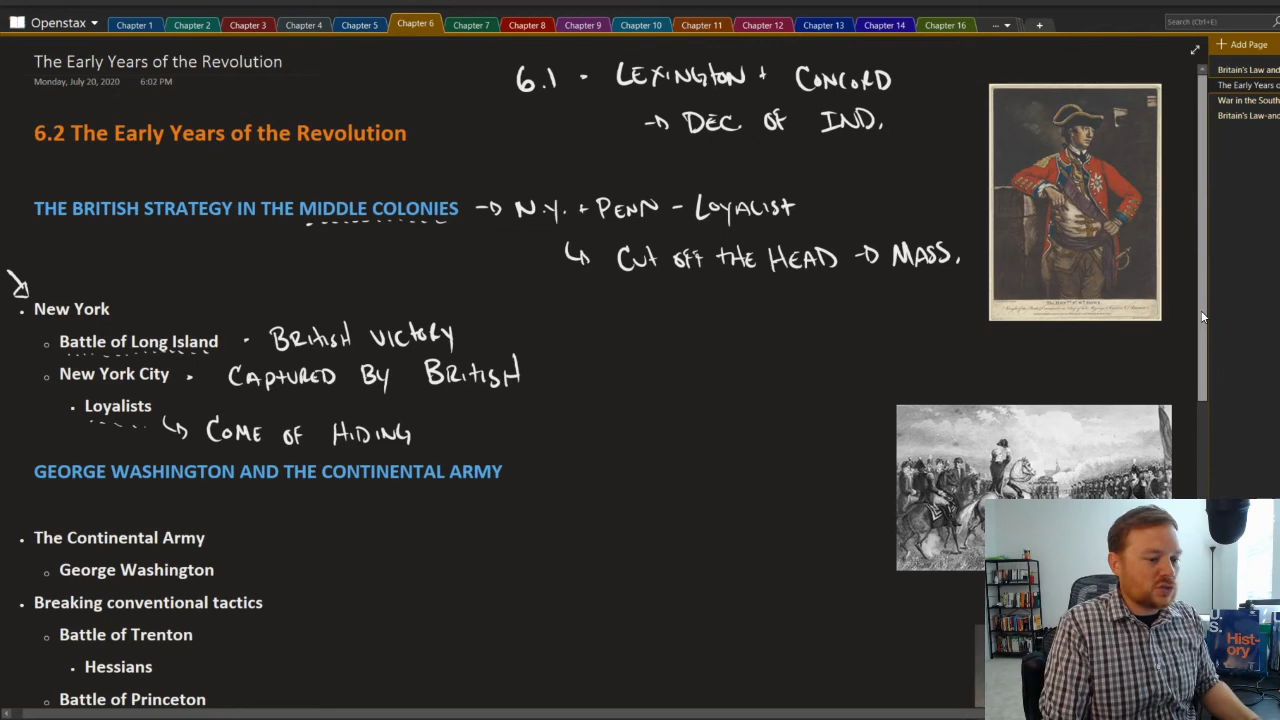 Openstax
Chapter 1
Chapter 2
Chapter 3
Chapter 4
Chapter 5
Chapter 6
Chapter 7
Chapter 8
Chapter 9
Chapter 10
Chapter 11
Chapter 12
Chapter 13
Chapter 14
Chapter 16
...
Search (Ctrl+E)
Add Page
Britain's Law and
The Early Years o
War in the South
Britain's Law-and
The Early Years of the Revolution
Monday, July 20, 2020 6:02 PM
6.1 - LEXINGTON + CONCORD
→ DEC. OF IND.
6.2 The Early Years of the Revolution
THE BRITISH STRATEGY IN THE MIDDLE COLONIES → N.Y. + PENN - LOYALIST
CUT OFF THE HEAD → MASS.
New York
Battle of Long Island - BRITISH VICTORY
New York City - CAPTURED BY BRITISH
Loyalists
COME OF HIDING
GEORGE WASHINGTON AND THE CONTINENTAL ARMY
The Continental Army
George Washington
Breaking conventional tactics
Battle of Trenton
Hessians
Battle of Princeton
U.S.
Hist-
ory